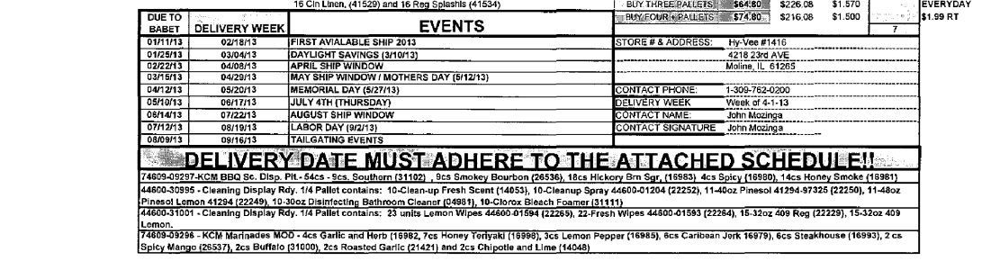 16 Cln Linen, (41529) and 16 Reg Splashls (41534)
BUY THREE PALLETS $64.80 $226.08 $1.570 EVERYDAY
BUY FOUR + PALLETS $74.80 $216.08 $1.500 $1.99 RT
7
DUE TO BABET DELIVERY WEEK EVENTS
01/11/13 02/18/13 FIRST AVIALABLE SHIP 2013 STORE # & ADDRESS: Hy-Vee #1416
01/25/13 03/04/13 DAYLIGHT SAVINGS (3/10/13) 4218 23rd AVE
02/22/13 04/08/13 APRIL SHIP WINDOW Moline, IL 61265
03/15/13 04/29/13 MAY SHIP WINDOW / MOTHERS DAY (5/12/13)
04/12/13 05/20/13 MEMORIAL DAY (5/27/13) CONTACT PHONE: 1-309-762-0200
05/10/13 06/17/13 JULY 4TH (THURSDAY) DELIVERY WEEK Week of 4-1-13
06/14/13 07/22/13 AUGUST SHIP WINDOW CONTACT NAME: John Mozinga
07/12/13 08/19/13 LABOR DAY (9/2/13) CONTACT SIGNATURE John Mozinga
08/09/13 09/16/13 TAILGATING EVENTS
DELIVERY DATE MUST ADHERE TO THE ATTACHED SCHEDULE!!
74609-09297-KCM BBQ Sc. Disp. Plt.- 54cs - 9cs. Southern (31102) , 9cs Smokey Bourbon (26536), 18cs Hickory Brn Sgr, (16983) 4cs Spicy (16980), 14cs Honey Smoke (16981)
44600-30995 - Cleaning Display Rdy. 1/4 Pallet contains: 10-Clean-up Fresh Scent (14053), 10-Cleanup Spray 44600-01204 (22252), 11-40oz Pinesol 41294-97325 (22250), 11-48oz
Pinesol Lemon 41294 (22249), 10-30oz Disinfecting Bathroom Cleaner (04981), 10-Clorox Bleach Foamer (31111)
44600-31001 - Cleaning Display Rdy. 1/4 Pallet contains: 23 units Lemon Wipes 44600-01594 (22265), 22-Fresh Wipes 44600-01593 (22264), 15-32oz 409 Reg (22229), 15-32oz 409
Lemon.
74609-09296 - KCM Marinades MOD - 4cs Garlic and Herb (16982, 7cs Honey Teriyaki (16998), 3cs Lemon Pepper (16985), 6cs Caribean Jerk 16979), 6cs Steakhouse (16993), 2 cs
Spicy Mango (26537), 2cs Buffalo (31000), 2cs Roasted Garlic (21421) and 2cs Chipotle and Lime (14048)